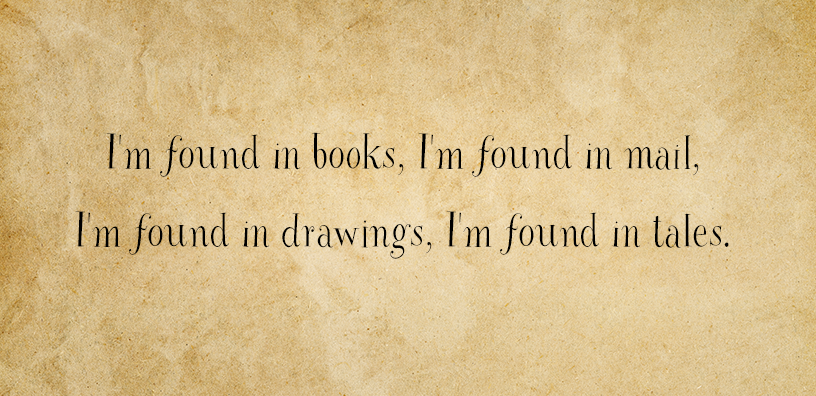 I'm found in books, I'm found in mail,
I'm found in drawings, I'm found in tales.